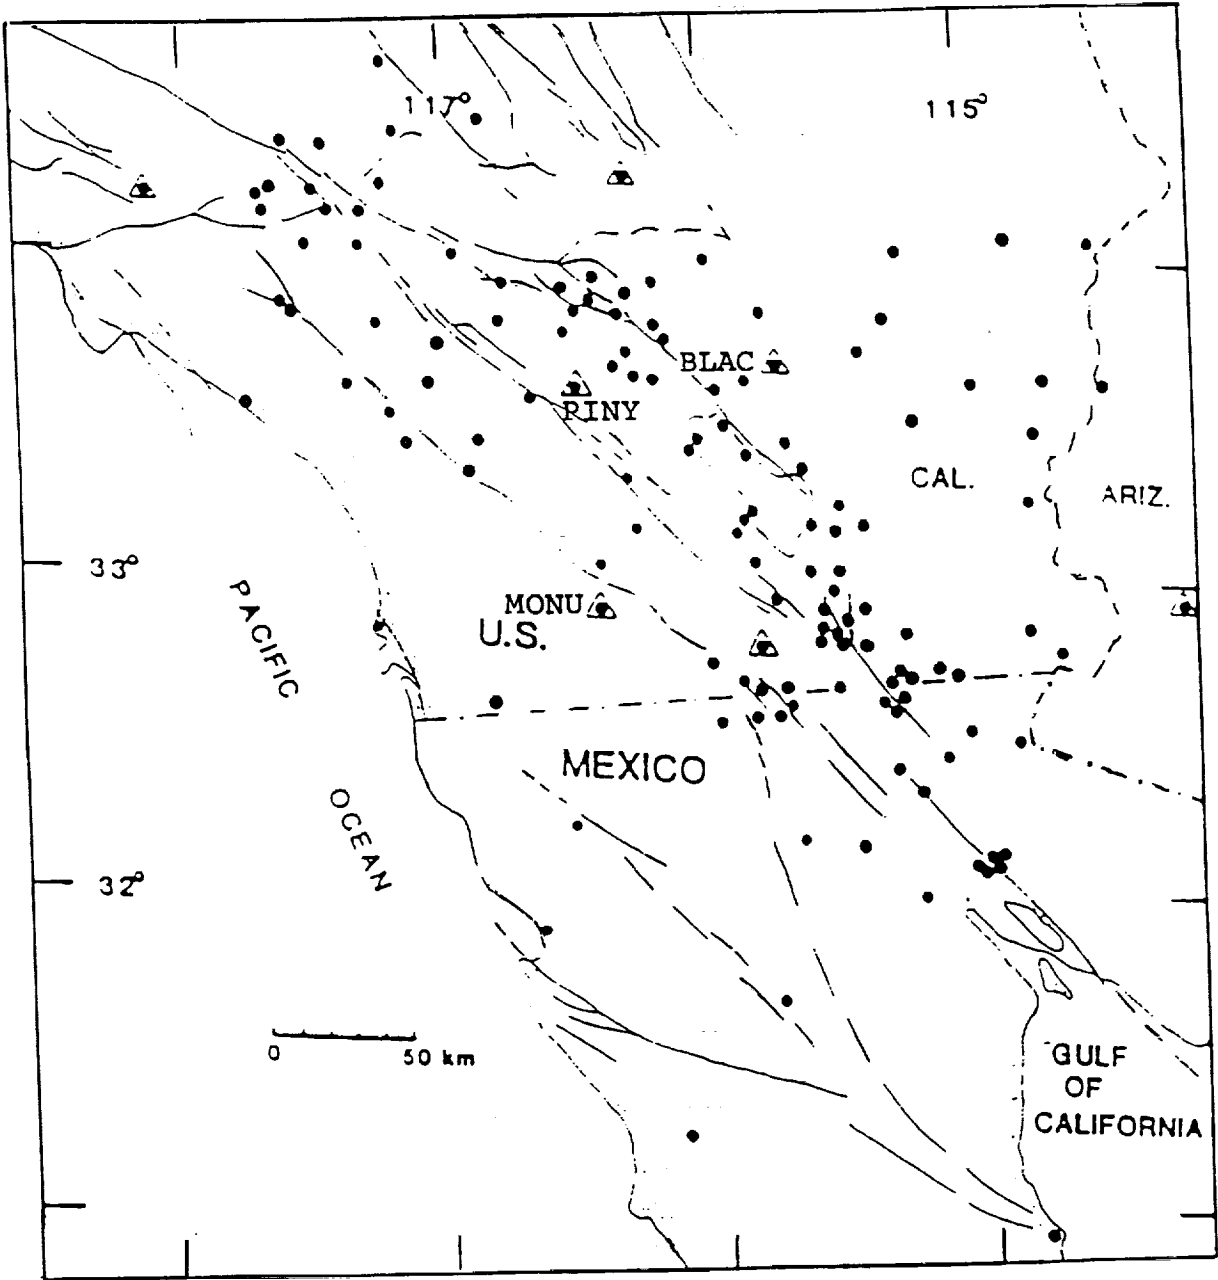 117°
115°
BLAC
PINY
CAL.
ARIZ.
33°
MONU
U.S.
PACIFIC
MEXICO
OCEAN
32°
0 50 km
GULF
OF
CALIFORNIA